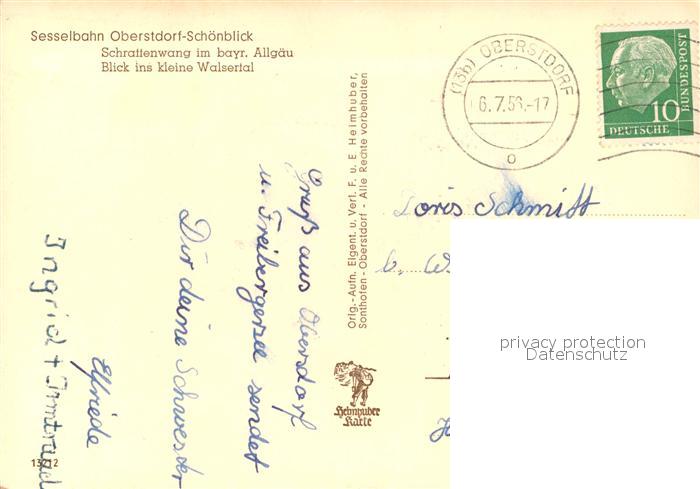 Sesselbahn Oberstdorf-Schönblick
Schrattenwang im bayr. Allgäu
Blick ins kleine Walsertal
(13b) OBERSTDORF
6.7.56.-17
o
DEUTSCHE
BUNDESPOST
10
Gruß aus Obersdorf
u. Freibergersee sendet
Dir deine Schwester
Elfriede
Ingrid + Irmtraud
Orig.-Aufn. Eigent. u. Verl. F. u. E. Heimhuber,
Sonthofen - Oberstdorf - Alle Rechte vorbehalten
Heimhuber
Karte
13212
Doris Schmitt
privacy protection
Datenschutz